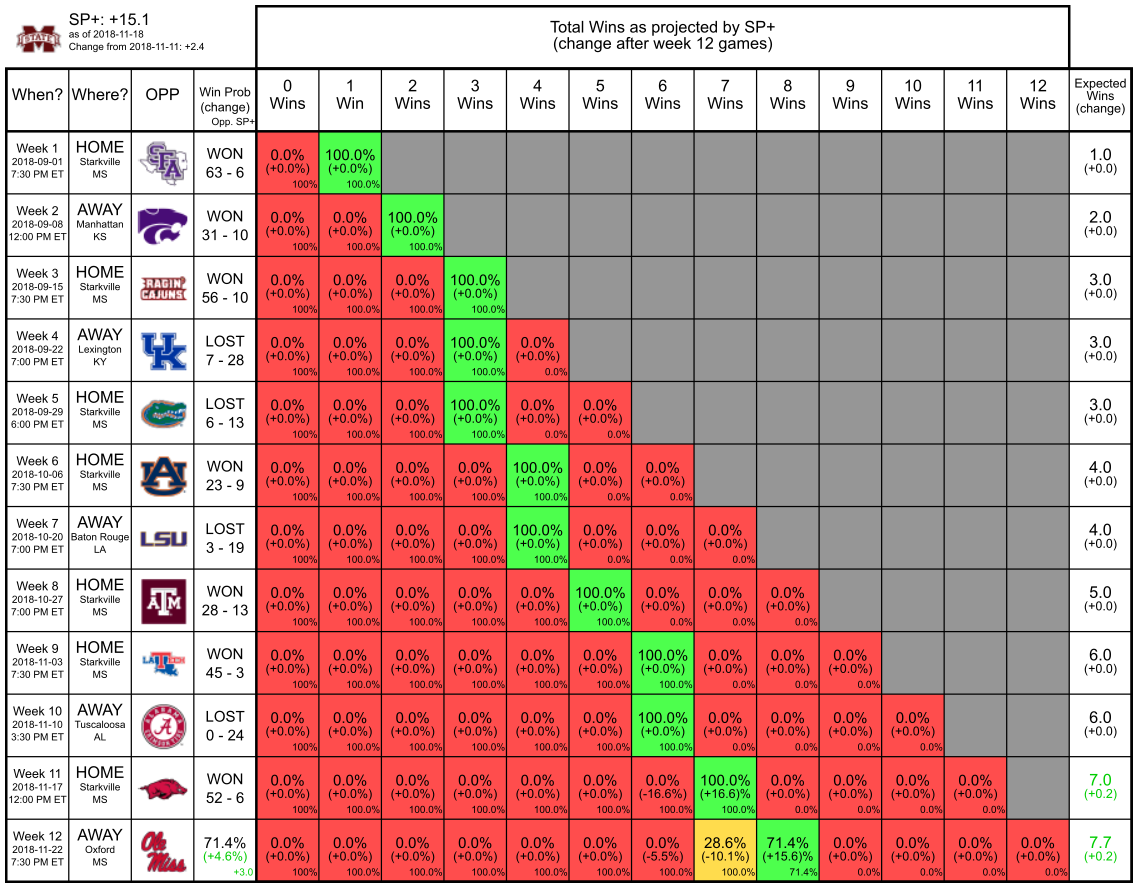 STATE
SP+: +15.1
as of 2018-11-18
Change from 2018-11-11: +2.4
Total Wins as projected by SP+
(change after week 12 games)
When? Where? OPP Win Prob (change) Opp. SP+ 0 Wins 1 Win 2 Wins 3 Wins 4 Wins 5 Wins 6 Wins 7 Wins 8 Wins 9 Wins 10 Wins 11 Wins 12 Wins Expected Wins (change)
Week 1 HOME SFA WON 0.0% 100.0% 1.0
2018-09-01 Starkville (+0.0%) (+0.0%) (+0.0)
7:30 PM ET MS 63 - 6 100% 100.0%
Week 2 AWAY WON 0.0% 0.0% 100.0% 2.0
2018-09-08 Manhattan (+0.0%) (+0.0%) (+0.0%) (+0.0)
12:00 PM ET KS 31 - 10 100% 100.0% 100.0%
Week 3 HOME RAGIN' CAJUNS WON 0.0% 0.0% 0.0% 100.0% 3.0
2018-09-15 Starkville (+0.0%) (+0.0%) (+0.0%) (+0.0%) (+0.0)
7:30 PM ET MS 56 - 10 100% 100.0% 100.0% 100.0%
Week 4 AWAY UK LOST 0.0% 0.0% 0.0% 100.0% 0.0% 3.0
2018-09-22 Lexington (+0.0%) (+0.0%) (+0.0%) (+0.0%) (+0.0%) (+0.0)
7:00 PM ET KY 7 - 28 100% 100.0% 100.0% 100.0% 0.0%
Week 5 HOME LOST 0.0% 0.0% 0.0% 100.0% 0.0% 0.0% 3.0
2018-09-29 Starkville (+0.0%) (+0.0%) (+0.0%) (+0.0%) (+0.0%) (+0.0%) (+0.0)
6:00 PM ET MS 6 - 13 100% 100.0% 100.0% 100.0% 0.0% 0.0%
Week 6 HOME AU WON 0.0% 0.0% 0.0% 0.0% 100.0% 0.0% 0.0% 4.0
2018-10-06 Starkville (+0.0%) (+0.0%) (+0.0%) (+0.0%) (+0.0%) (+0.0%) (+0.0%) (+0.0)
7:30 PM ET MS 23 - 9 100% 100.0% 100.0% 100.0% 100.0% 0.0% 0.0%
Week 7 AWAY LSU LOST 0.0% 0.0% 0.0% 0.0% 100.0% 0.0% 0.0% 0.0% 4.0
2018-10-20 Baton Rouge (+0.0%) (+0.0%) (+0.0%) (+0.0%) (+0.0%) (+0.0%) (+0.0%) (+0.0%) (+0.0)
7:00 PM ET LA 3 - 19 100% 100.0% 100.0% 100.0% 100.0% 0.0% 0.0% 0.0%
Week 8 HOME ATM WON 0.0% 0.0% 0.0% 0.0% 0.0% 100.0% 0.0% 0.0% 0.0% 5.0
2018-10-27 Starkville (+0.0%) (+0.0%) (+0.0%) (+0.0%) (+0.0%) (+0.0%) (+0.0%) (+0.0%) (+0.0%) (+0.0)
7:00 PM ET MS 28 - 13 100% 100.0% 100.0% 100.0% 100.0% 100.0% 0.0% 0.0% 0.0%
Week 9 HOME LA TECH WON 0.0% 0.0% 0.0% 0.0% 0.0% 0.0% 100.0% 0.0% 0.0% 0.0% 6.0
2018-11-03 Starkville (+0.0%) (+0.0%) (+0.0%) (+0.0%) (+0.0%) (+0.0%) (+0.0%) (+0.0%) (+0.0%) (+0.0%) (+0.0)
7:30 PM ET MS 45 - 3 100% 100.0% 100.0% 100.0% 100.0% 100.0% 100.0% 0.0% 0.0% 0.0%
Week 10 AWAY ALABAMA CRIMSON TIDE A LOST 0.0% 0.0% 0.0% 0.0% 0.0% 0.0% 100.0% 0.0% 0.0% 0.0% 0.0% 6.0
2018-11-10 Tuscaloosa (+0.0%) (+0.0%) (+0.0%) (+0.0%) (+0.0%) (+0.0%) (+0.0%) (+0.0%) (+0.0%) (+0.0%) (+0.0%) (+0.0)
3:30 PM ET AL 0 - 24 100% 100.0% 100.0% 100.0% 100.0% 100.0% 100.0% 0.0% 0.0% 0.0% 0.0%
Week 11 HOME WON 0.0% 0.0% 0.0% 0.0% 0.0% 0.0% 0.0% 100.0% 0.0% 0.0% 0.0% 0.0% 7.0
2018-11-17 Starkville (+0.0%) (+0.0%) (+0.0%) (+0.0%) (+0.0%) (+0.0%) (-16.6%) (+16.6)% (+0.0%) (+0.0%) (+0.0%) (+0.0%) (+0.2)
12:00 PM ET MS 52 - 6 100% 100.0% 100.0% 100.0% 100.0% 100.0% 100.0% 100.0% 0.0% 0.0% 0.0% 0.0%
Week 12 AWAY Ole Miss 71.4% 0.0% 0.0% 0.0% 0.0% 0.0% 0.0% 0.0% 28.6% 71.4% 0.0% 0.0% 0.0% 0.0% 7.7
2018-11-22 Oxford (+4.6%) (+0.0%) (+0.0%) (+0.0%) (+0.0%) (+0.0%) (+0.0%) (-5.5%) (-10.1%) (+15.6)% (+0.0%) (+0.0%) (+0.0%) (+0.0%) (+0.2)
7:30 PM ET MS +3.0 100% 100.0% 100.0% 100.0% 100.0% 100.0% 100.0% 100.0% 71.4% 0.0% 0.0% 0.0% 0.0%